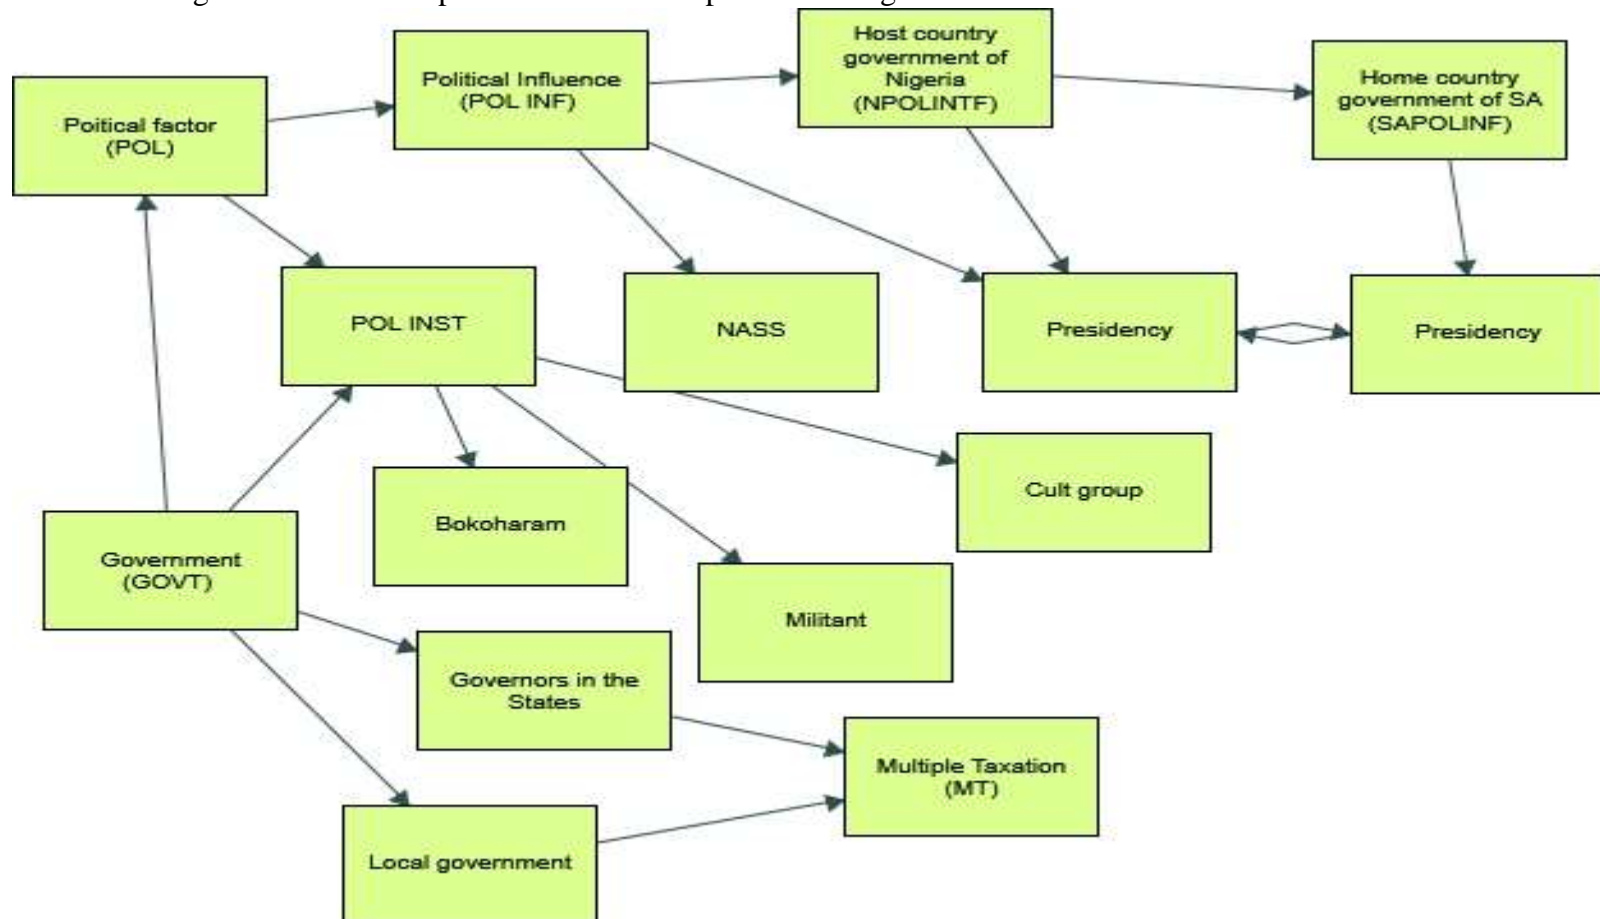 Host country
government of
Nigeria
(NPOLINTF)
Political Influence
(POL INF)
Home country
government of SA
(SAPOLINF)
Poitical factor
(POL)
POL INST
NASS
Presidency
Presidency
Cult group
Bokoharam
Government
(GOVT)
Militant
Governors in the
States
Multiple Taxation
(MT)
Local government